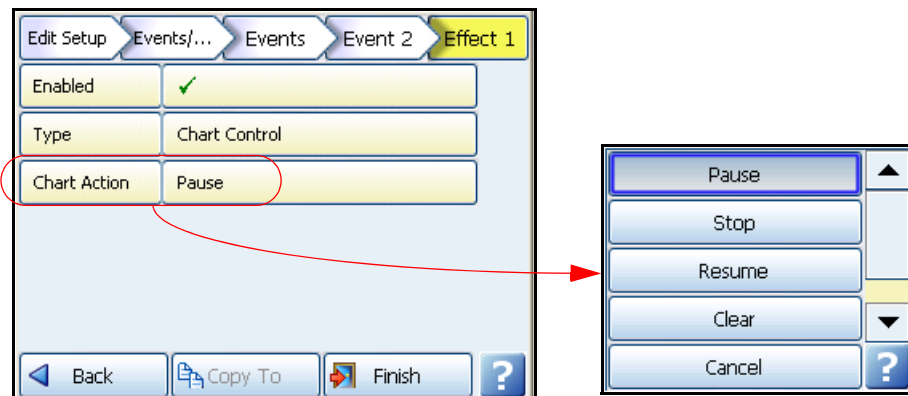 Edit Setup Events/... Events Event 2 Effect 1
Enabled ✓
Type Chart Control
Chart Action Pause
Back Copy To Finish ?
Pause
Stop
Resume
Clear
Cancel ?